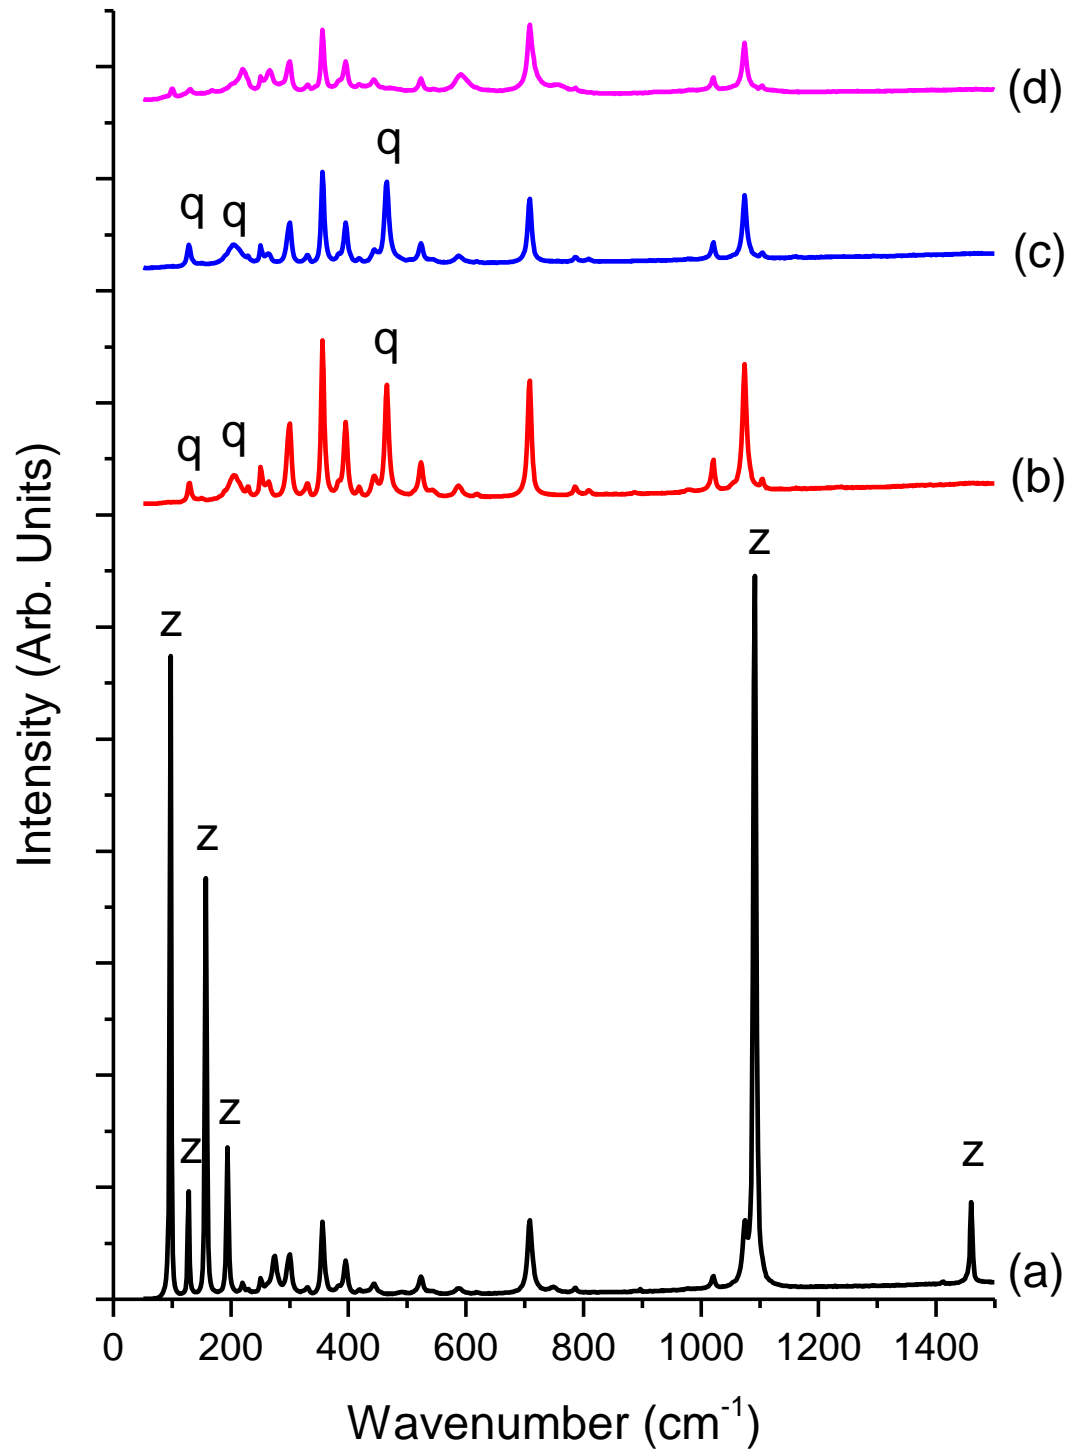 (d)
q
q
q
(c)
q
q
q
(b)
z
z
z
z
z
z
(a)
Intensity (Arb. Units)
0 200 400 600 800 1000 1200 1400
Wavenumber (cm⁻¹)